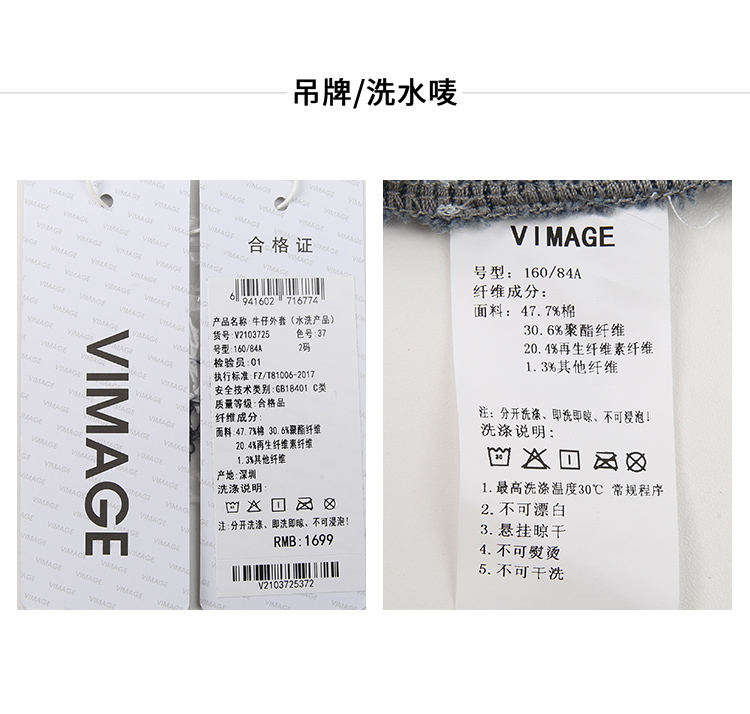 吊牌/洗水唛
VIMAGE
合格证
6 941602 716774
产品名称:牛仔外套（水洗产品）
货号:V2103725 色号:37
号型:160/84A 2码
检验员:01
执行标准:FZ/T81006-2017
安全技术类别:GB18401 C类
质量等级:合格品
纤维成分:
面料:47.7%棉 30.6%聚酯纤维
20.4%再生纤维素纤维
1.3%其他纤维
产地:深圳
洗涤说明:
注:分开洗涤、即洗即晾、不可浸泡!
RMB:1699
V2103725372
VIMAGE
号型: 160/84A
纤维成分:
面料: 47.7%棉
30.6%聚酯纤维
20.4%再生纤维素纤维
1.3%其他纤维
注:分开洗涤、即洗即晾、不可浸泡!
洗涤说明:
30
1.最高洗涤温度30℃ 常规程序
2.不可漂白
3.悬挂晾干
4.不可熨烫
5.不可干洗